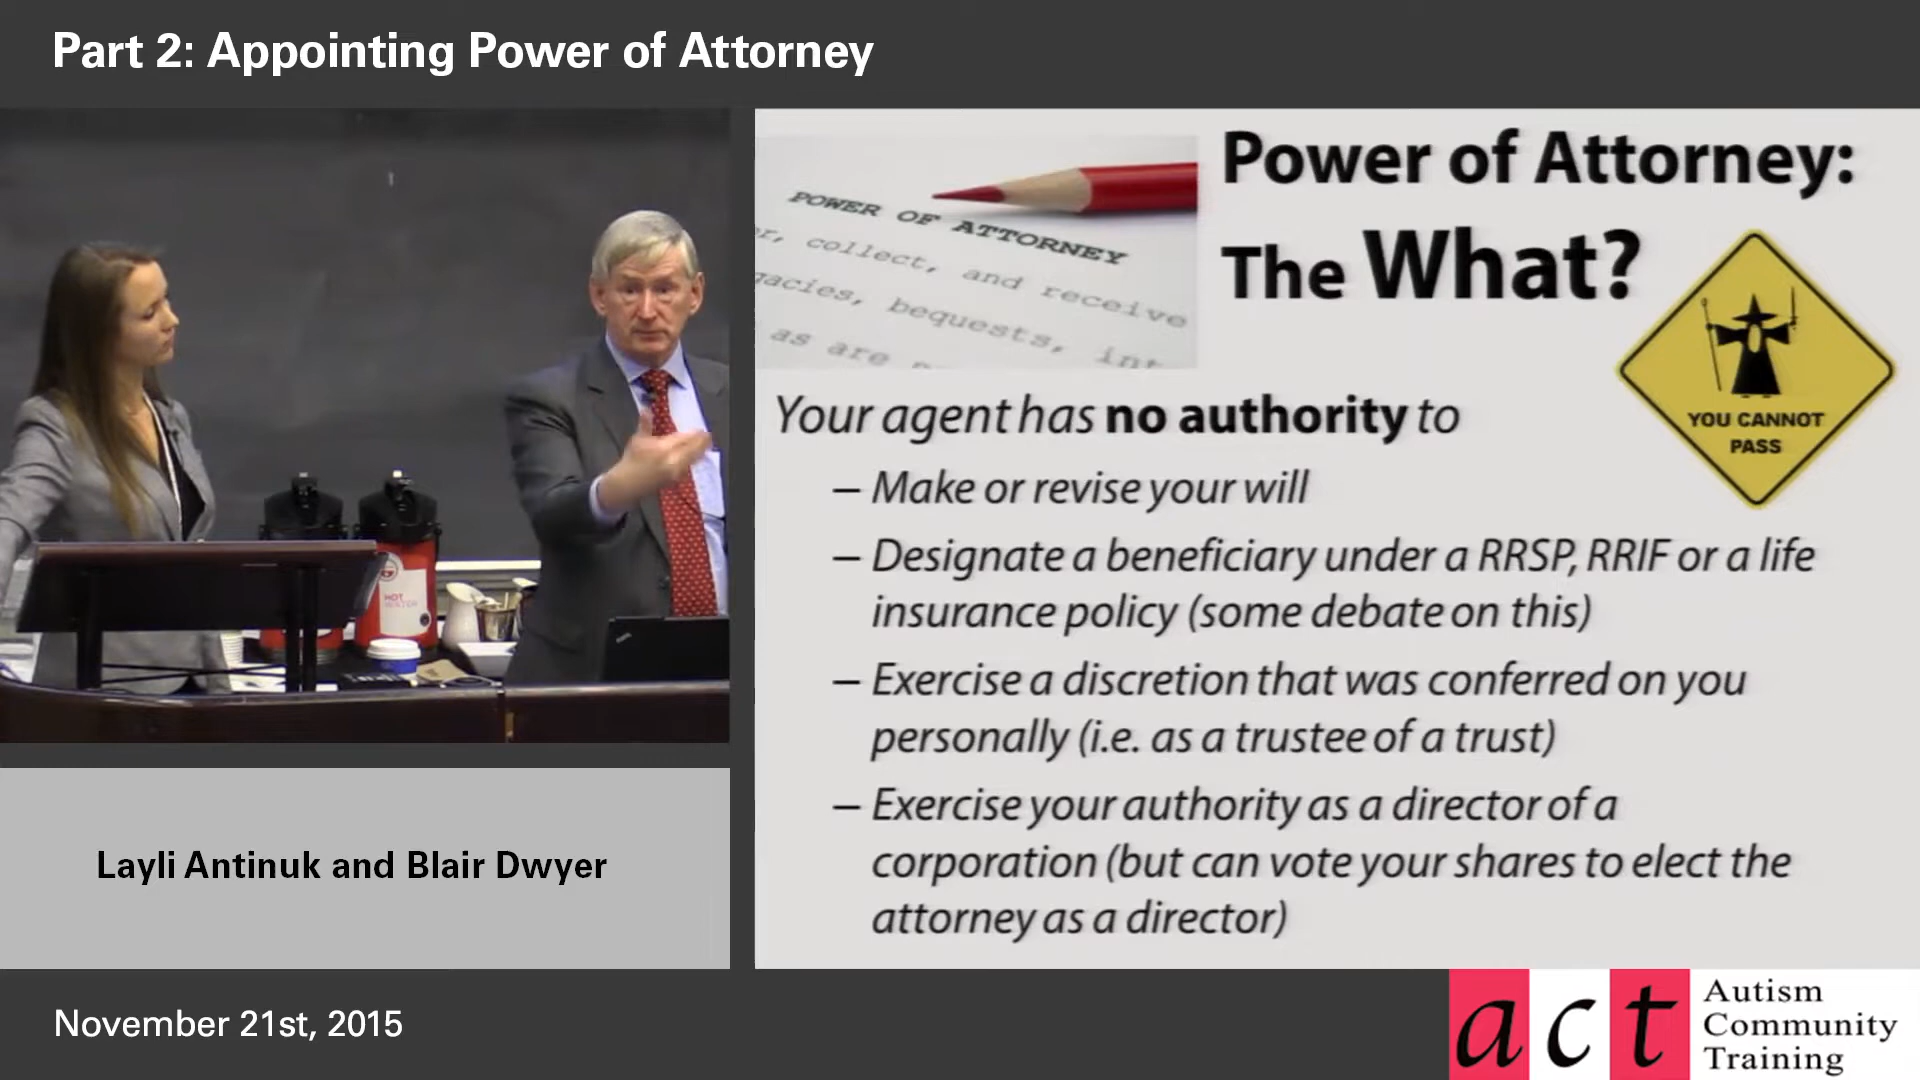 Part 2: Appointing Power of Attorney
POWER OF ATTORNEY
collect, and receive
bequests,
as are
Power of Attorney:
The What?
YOU CANNOT
PASS
Your agent has no authority to
– Make or revise your will
– Designate a beneficiary under a RRSP, RRIF or a life
insurance policy (some debate on this)
– Exercise a discretion that was conferred on you
personally (i.e. as a trustee of a trust)
– Exercise your authority as a director of a
corporation (but can vote your shares to elect the
attorney as a director)
HOT
WATER
Layli Antinuk and Blair Dwyer
November 21st, 2015
act
Autism
Community
Training